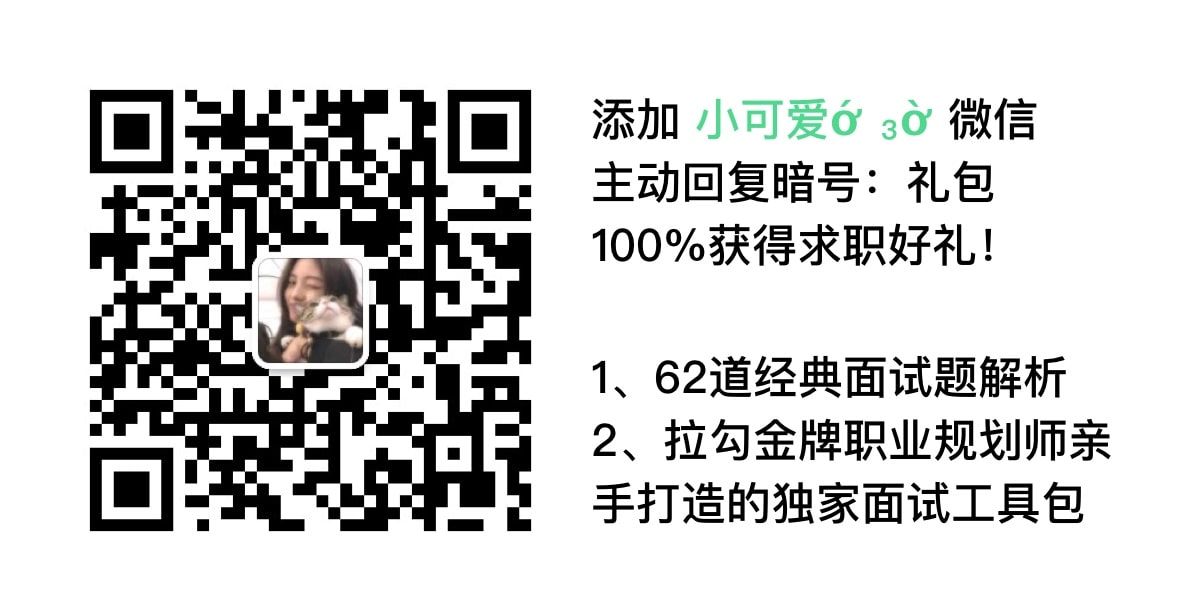 添加 小可爱ớ ₃ờ 微信
主动回复暗号：礼包
100%获得求职好礼！
1、62道经典面试题解析
2、拉勾金牌职业规划师亲
手打造的独家面试工具包